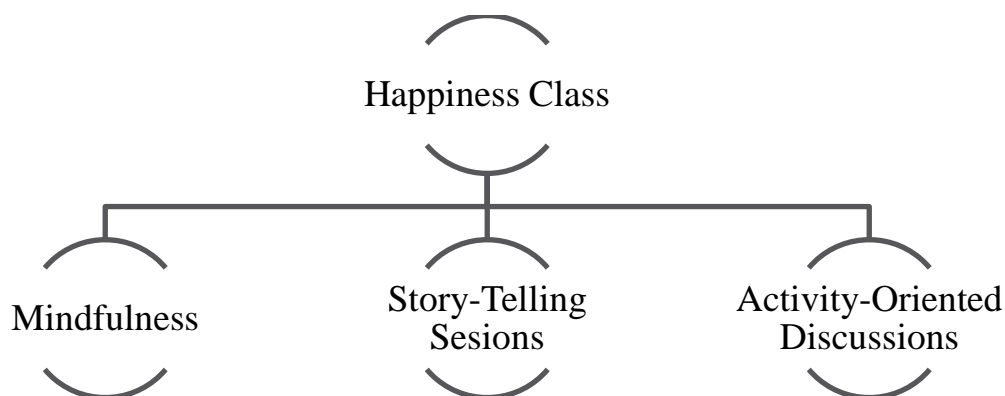 Happiness Class
Mindfulness
Story-Telling
Sesions
Activity-Oriented
Discussions